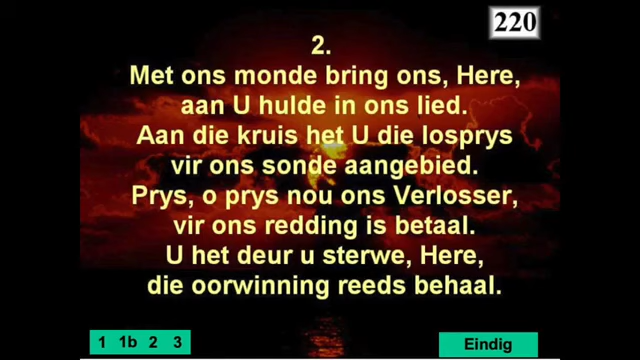 220
2.
Met ons monde bring ons, Here,
aan U hulde in ons lied.
Aan die kruis het U die losprys
vir ons sonde aangebied.
Prys, o prys nou ons Verlosser,
vir ons redding is betaal.
U het deur u sterwe, Here,
die oorwinning reeds behaal.
1 1b 2 3
Eindig